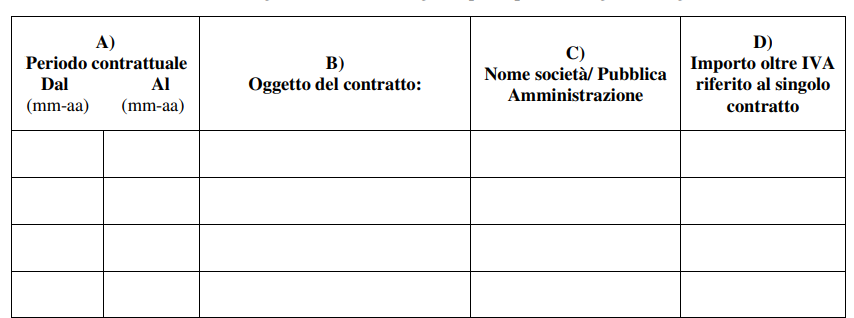 A)
Periodo contrattuale
Dal Al
(mm-aa) (mm-aa)
B)
Oggetto del contratto:
C)
Nome società/ Pubblica
Amministrazione
D)
Importo oltre IVA
riferito al singolo
contratto